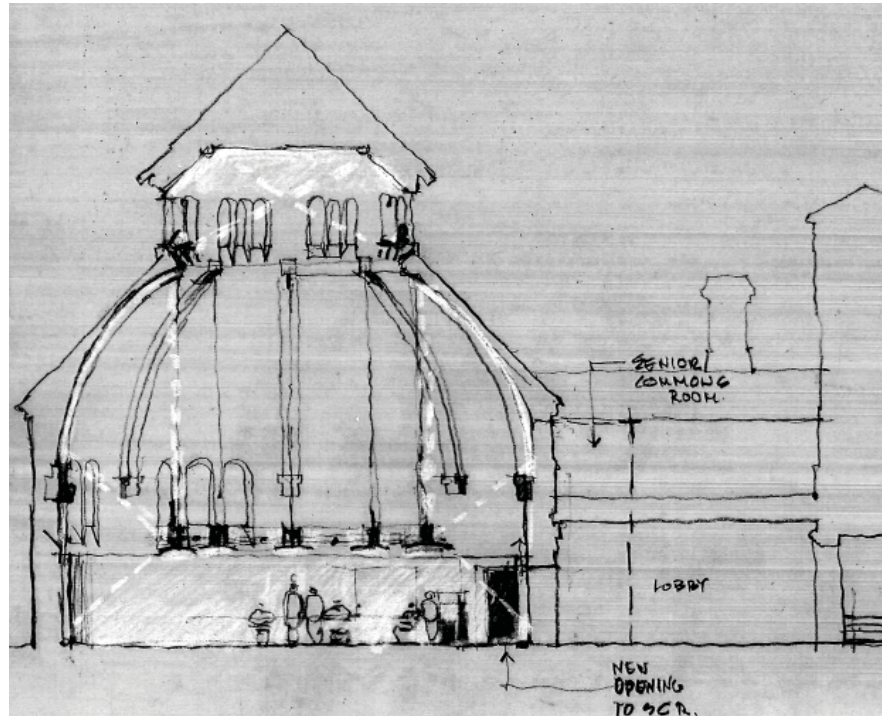 SENIOR
COMMONS
ROOM.
LOBBY
NEW
OPENING
TO SCR.